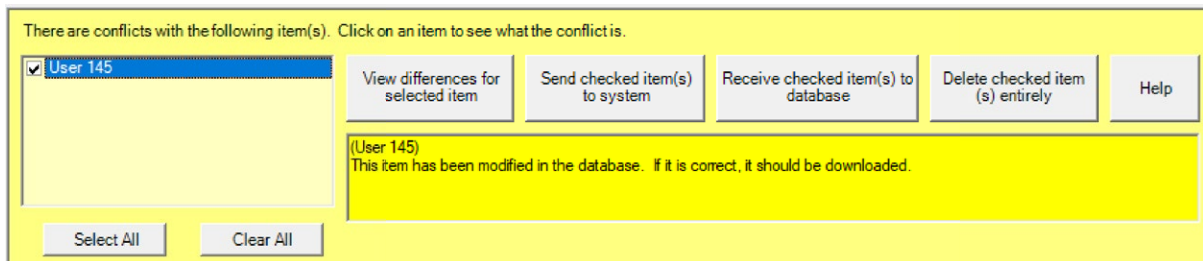 There are conflicts with the following item(s).  Click on an item to see what the conflict is.
User 145
View differences for
selected item
Send checked item(s)
to system
Receive checked item(s) to
database
Delete checked item
(s) entirely
Help
(User 145)
This item has been modified in the database.  If it is correct, it should be downloaded.
Select All
Clear All